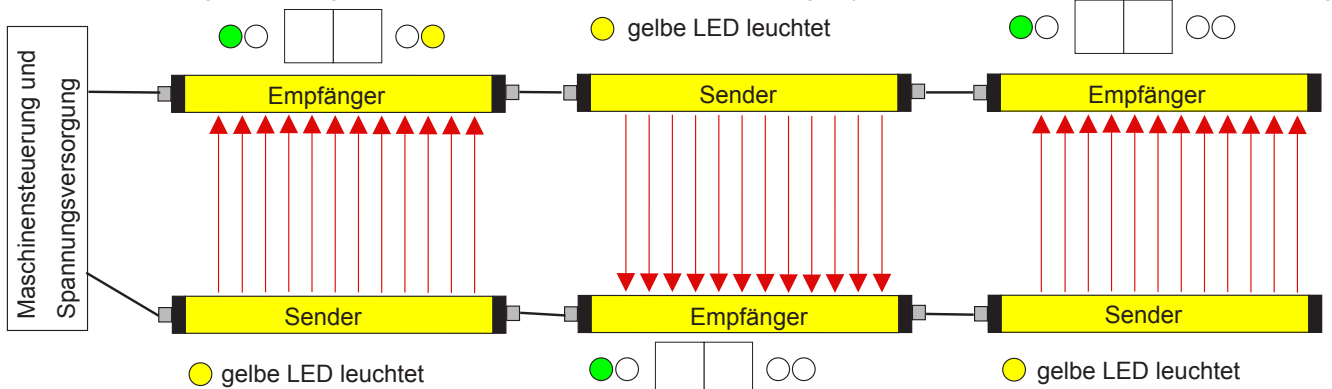 Maschinensteuerung und
Spannungsversorgung
gelbe LED leuchtet
Empfänger
Sender
Empfänger
Sender
Empfänger
Sender
gelbe LED leuchtet
gelbe LED leuchtet